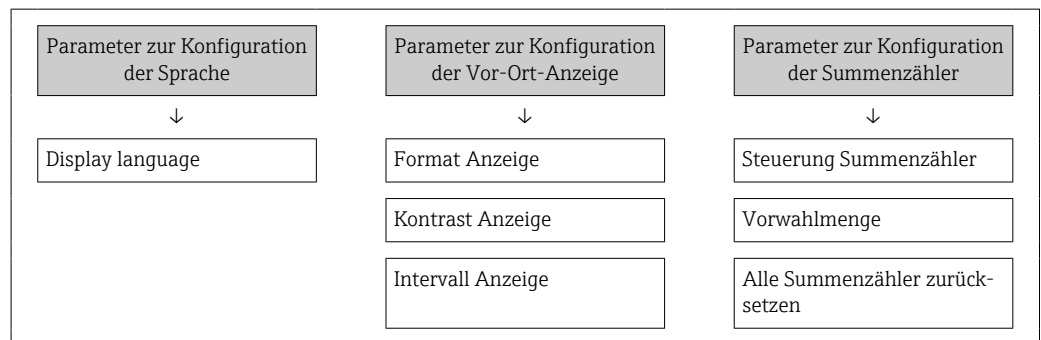 Parameter zur Konfiguration
der Sprache
↓
Display language
Parameter zur Konfiguration
der Vor-Ort-Anzeige
↓
Format Anzeige
Kontrast Anzeige
Intervall Anzeige
Parameter zur Konfiguration
der Summenzähler
↓
Steuerung Summenzähler
Vorwahlmenge
Alle Summenzähler zurück-
setzen